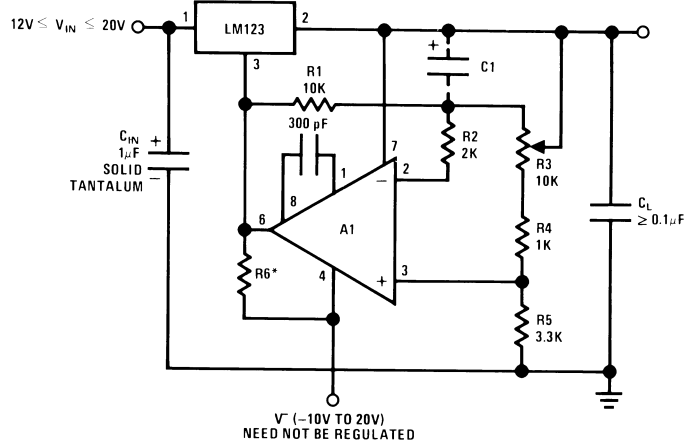 12V ≤ VIN ≤ 20V
1
LM123
2
3
R1
10K
300 pF
+
C1
R2
2K
R3
10K
CIN
1µF
SOLID
TANTALUM
+
−
7
1
2
8
−
6
A1
R4
1K
CL
≥ 0.1µF
R6*
4
+
3
R5
3.3K
V− (−10V TO 20V)
NEED NOT BE REGULATED